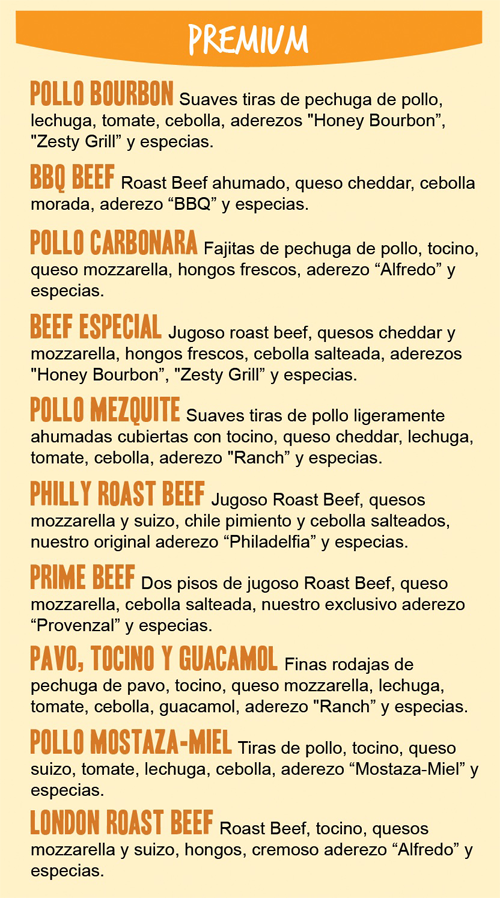 PREMIUM
POLLO BOURBON Suaves tiras de pechuga de pollo,
lechuga, tomate, cebolla, aderezos "Honey Bourbon”,
"Zesty Grill” y especias.
BBQ BEEF Roast Beef ahumado, queso cheddar, cebolla
morada, aderezo “BBQ” y especias.
POLLO CARBONARA Fajitas de pechuga de pollo, tocino,
queso mozzarella, hongos frescos, aderezo “Alfredo” y
especias.
BEEF ESPECIAL Jugoso roast beef, quesos cheddar y
mozzarella, hongos frescos, cebolla salteada, aderezos
"Honey Bourbon”, "Zesty Grill” y especias.
POLLO MEZQUITE Suaves tiras de pollo ligeramente
ahumadas cubiertas con tocino, queso cheddar, lechuga,
tomate, cebolla, aderezo "Ranch” y especias.
PHILLY ROAST BEEF Jugoso Roast Beef, quesos
mozzarella y suizo, chile pimiento y cebolla salteados,
nuestro original aderezo “Philadelfia” y especias.
PRIME BEEF Dos pisos de jugoso Roast Beef, queso
mozzarella, cebolla salteada, nuestro exclusivo aderezo
“Provenzal” y especias.
PAVO, TOCINO Y GUACAMOL Finas rodajas de
pechuga de pavo, tocino, queso mozzarella, lechuga,
tomate, cebolla, guacamol, aderezo "Ranch” y especias.
POLLO MOSTAZA-MIEL Tiras de pollo, tocino, queso
suizo, tomate, lechuga, cebolla, aderezo “Mostaza-Miel” y
especias.
LONDON ROAST BEEF Roast Beef, tocino, quesos
mozzarella y suizo, hongos, cremoso aderezo “Alfredo” y
especias.